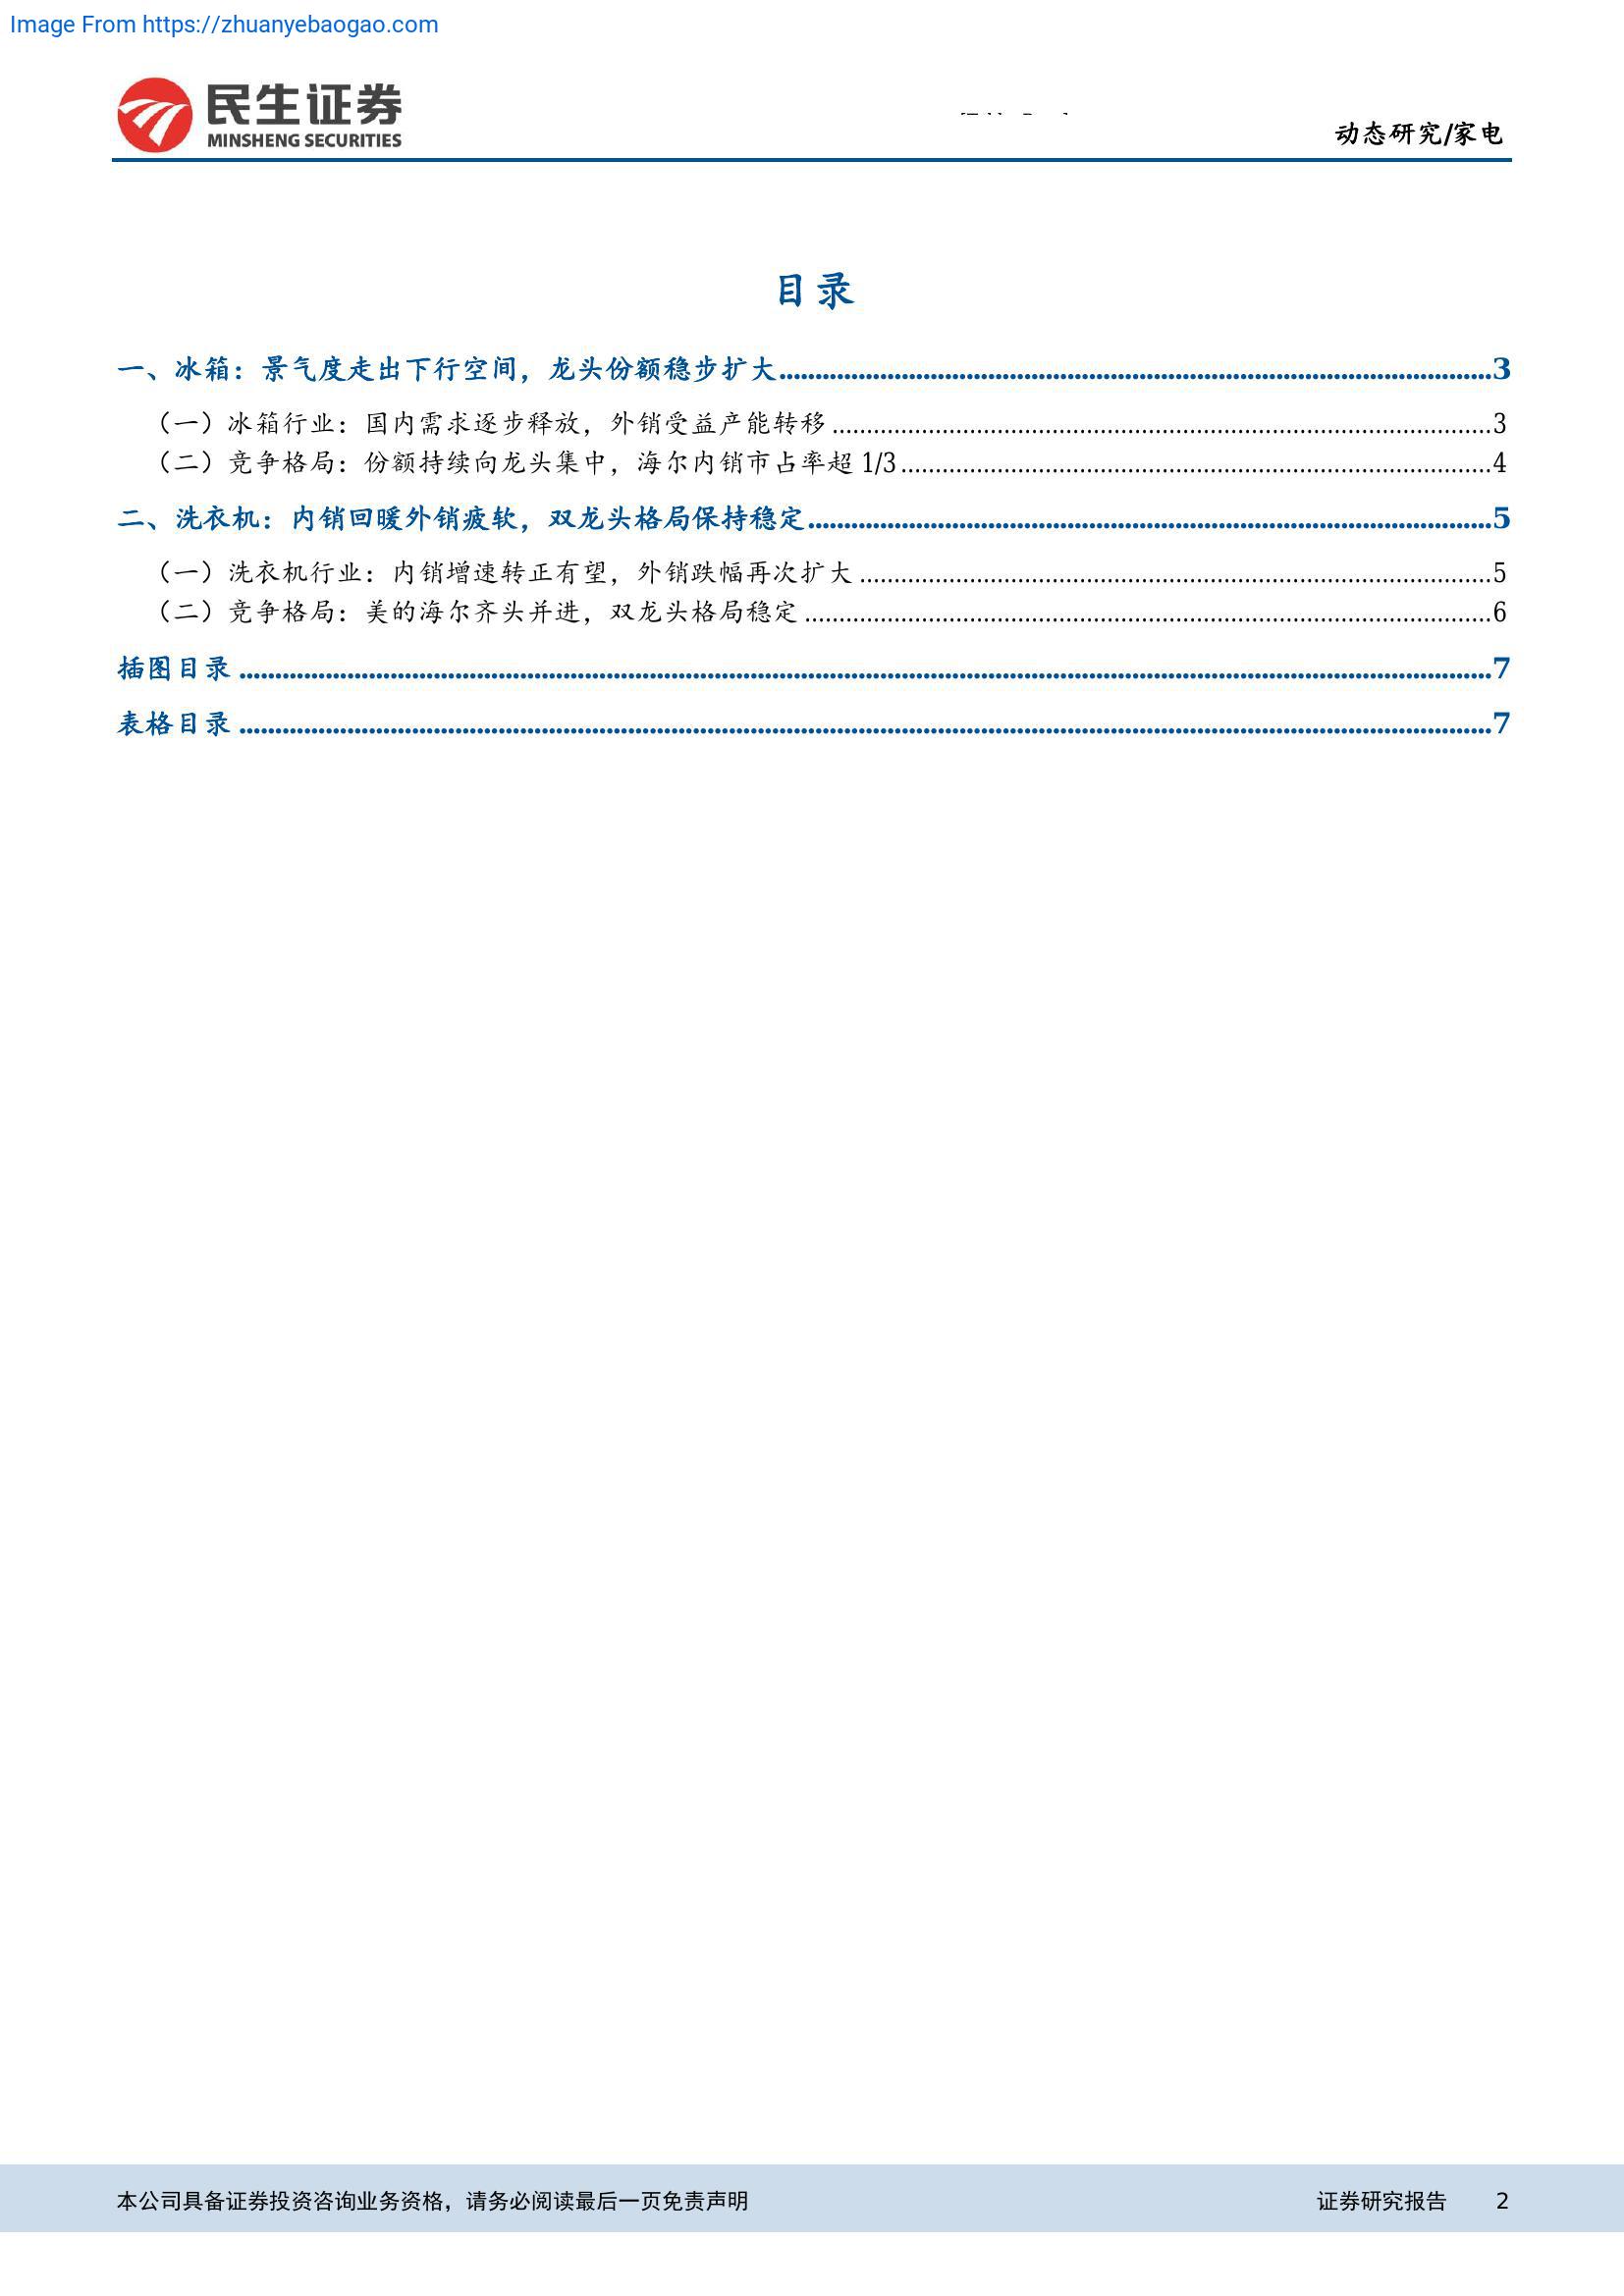 Image From https://zhuanyebaogao.com
民生证券
MINSHENG SECURITIES
动态研究/家电
目录
一、冰箱：景气度走出下行空间，龙头份额稳步扩大........................................3
（一）冰箱行业：国内需求逐步释放，外销受益产能转移........................................3
（二）竞争格局：份额持续向龙头集中，海尔内销市占率超 1/3........................................4
二、洗衣机：内销回暖外销疲软，双龙头格局保持稳定........................................5
（一）洗衣机行业：内销增速转正有望，外销跌幅再次扩大........................................5
（二）竞争格局：美的海尔齐头并进，双龙头格局稳定........................................6
插图目录........................................7
表格目录........................................7
本公司具备证券投资咨询业务资格，请务必阅读最后一页免责声明 证券研究报告 2